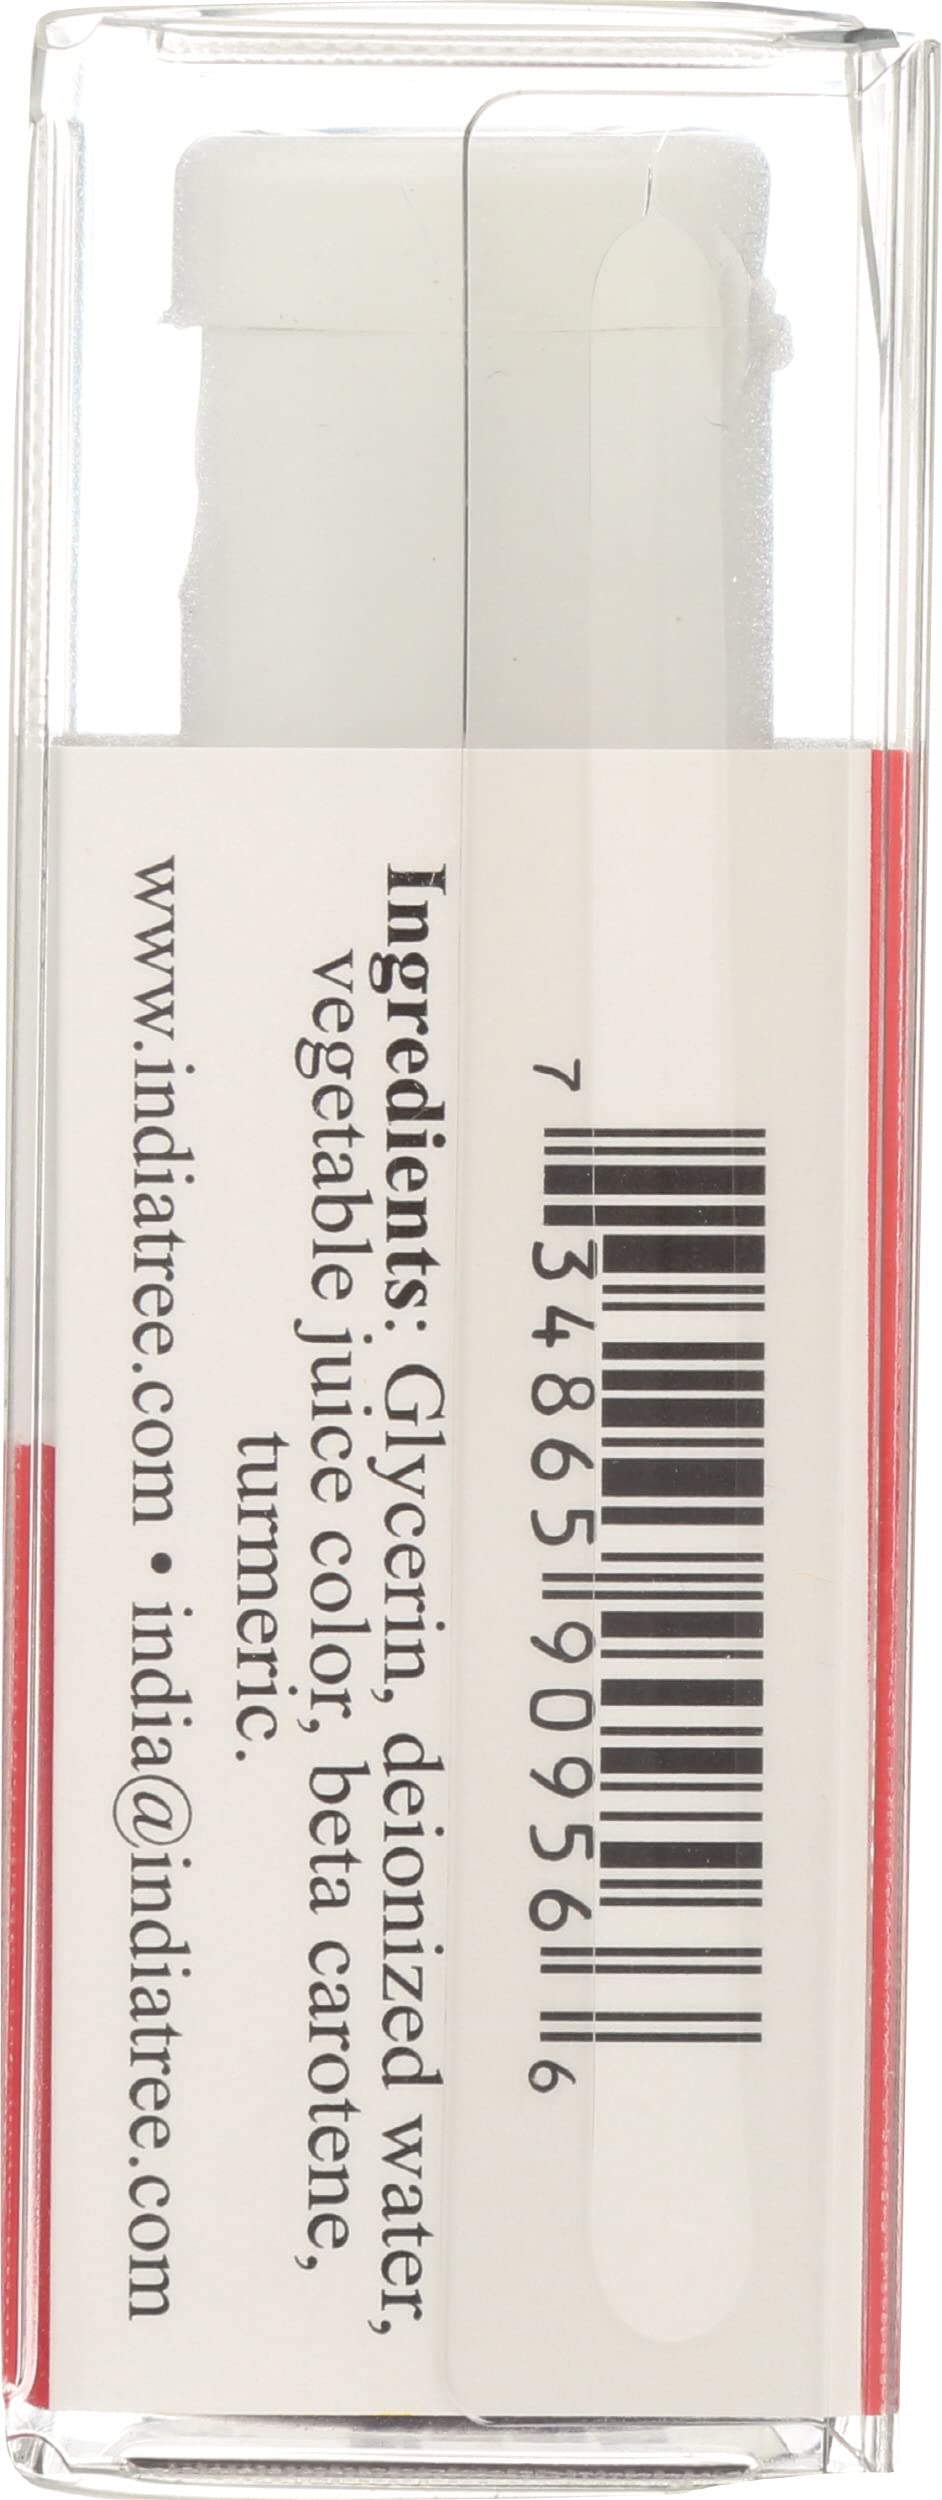 7 34865 90956 6
Ingredients: Glycerin, deionized water,
vegetable juice color, beta carotene,
turmeric.
www.indiatree.com • india@indiatree.com